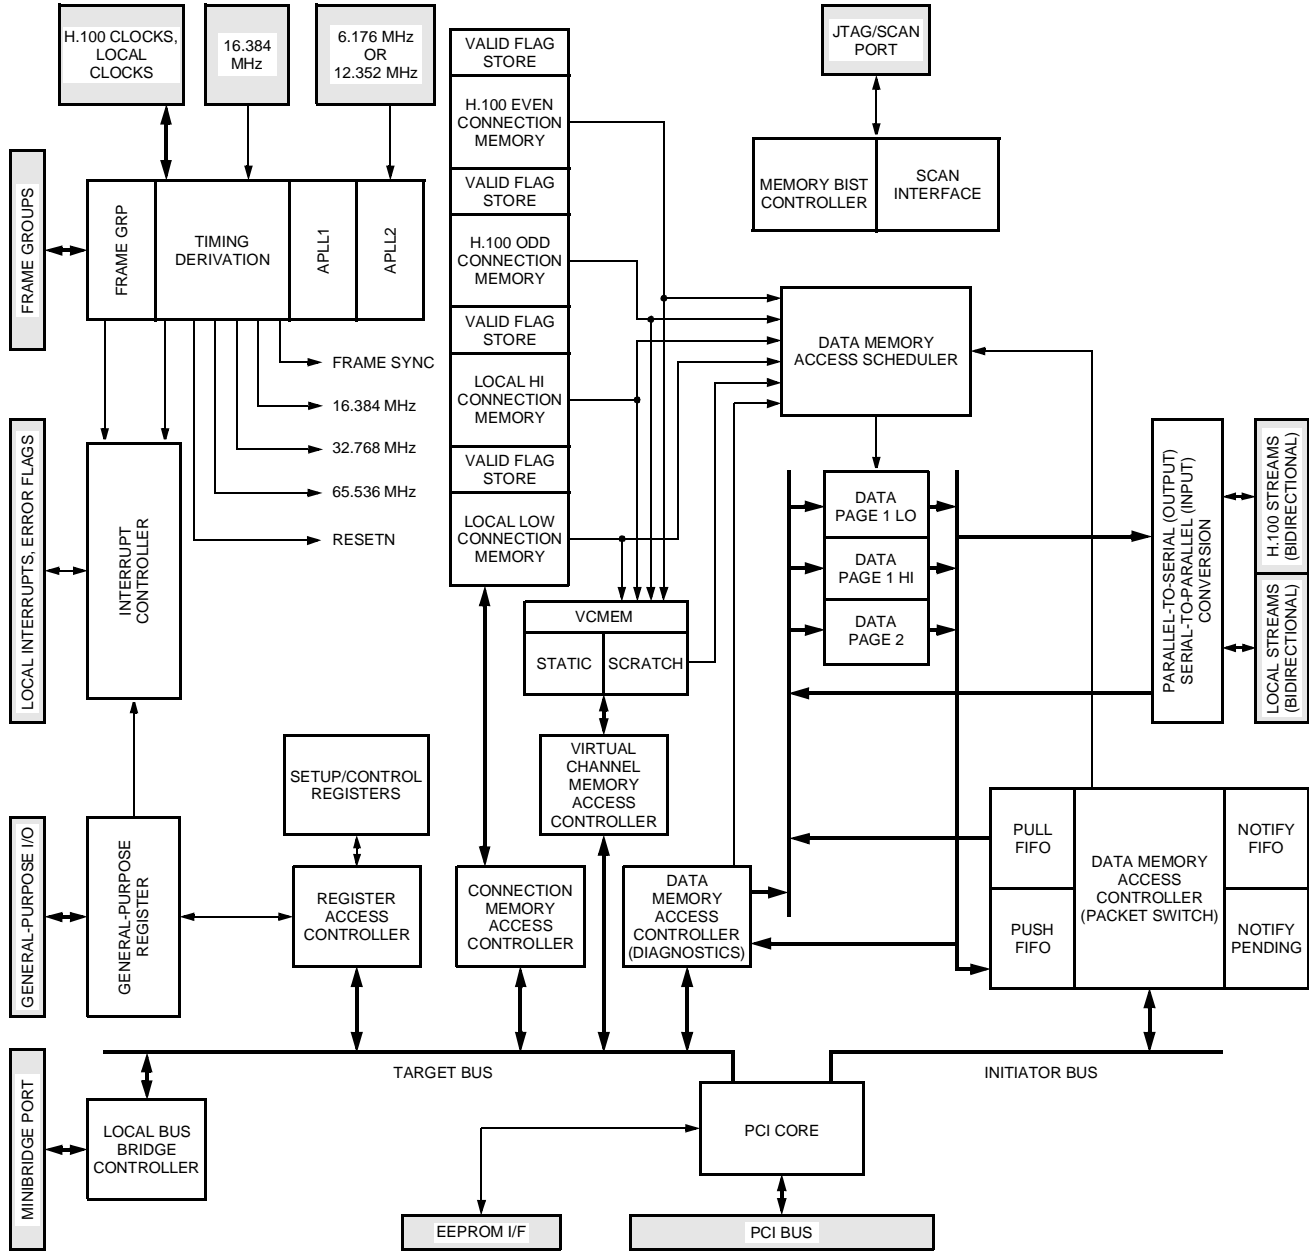 H.100 CLOCKS,
LOCAL
CLOCKS
16.384
MHz
6.176 MHz
OR
12.352 MHz
VALID FLAG
STORE
H.100 EVEN
CONNECTION
MEMORY
VALID FLAG
STORE
H.100 ODD
CONNECTION
MEMORY
VALID FLAG
STORE
LOCAL HI
CONNECTION
MEMORY
VALID FLAG
STORE
LOCAL LOW
CONNECTION
MEMORY
JTAG/SCAN
PORT
MEMORY BIST
CONTROLLER
SCAN
INTERFACE
FRAME GROUPS
FRAME GRP
TIMING
DERIVATION
APLL1
APLL2
FRAME SYNC
16.384 MHz
32.768 MHz
65.536 MHz
RESETN
LOCAL INTERRUPTS, ERROR FLAGS
INTERRUPT
CONTROLLER
DATA MEMORY
ACCESS SCHEDULER
DATA
PAGE 1 LO
DATA
PAGE 1 HI
DATA
PAGE 2
PARALLEL-TO-SERIAL (OUTPUT)
SERIAL-TO-PARALLEL (INPUT)
CONVERSION
H.100 STREAMS
(BIDIRECTIONAL)
LOCAL STREAMS
(BIDIRECTIONAL)
VCMEM
STATIC
SCRATCH
VIRTUAL
CHANNEL
MEMORY
ACCESS
CONTROLLER
SETUP/CONTROL
REGISTERS
GENERAL-PURPOSE I/O
GENERAL-PURPOSE
REGISTER
REGISTER
ACCESS
CONTROLLER
CONNECTION
MEMORY
ACCESS
CONTROLLER
DATA
MEMORY
ACCESS
CONTROLLER
(DIAGNOSTICS)
PULL
FIFO
PUSH
FIFO
DATA MEMORY
ACCESS
CONTROLLER
(PACKET SWITCH)
NOTIFY
FIFO
NOTIFY
PENDING
TARGET BUS
INITIATOR BUS
MINIBRIDGE PORT
LOCAL BUS
BRIDGE
CONTROLLER
PCI CORE
EEPROM I/F
PCI BUS